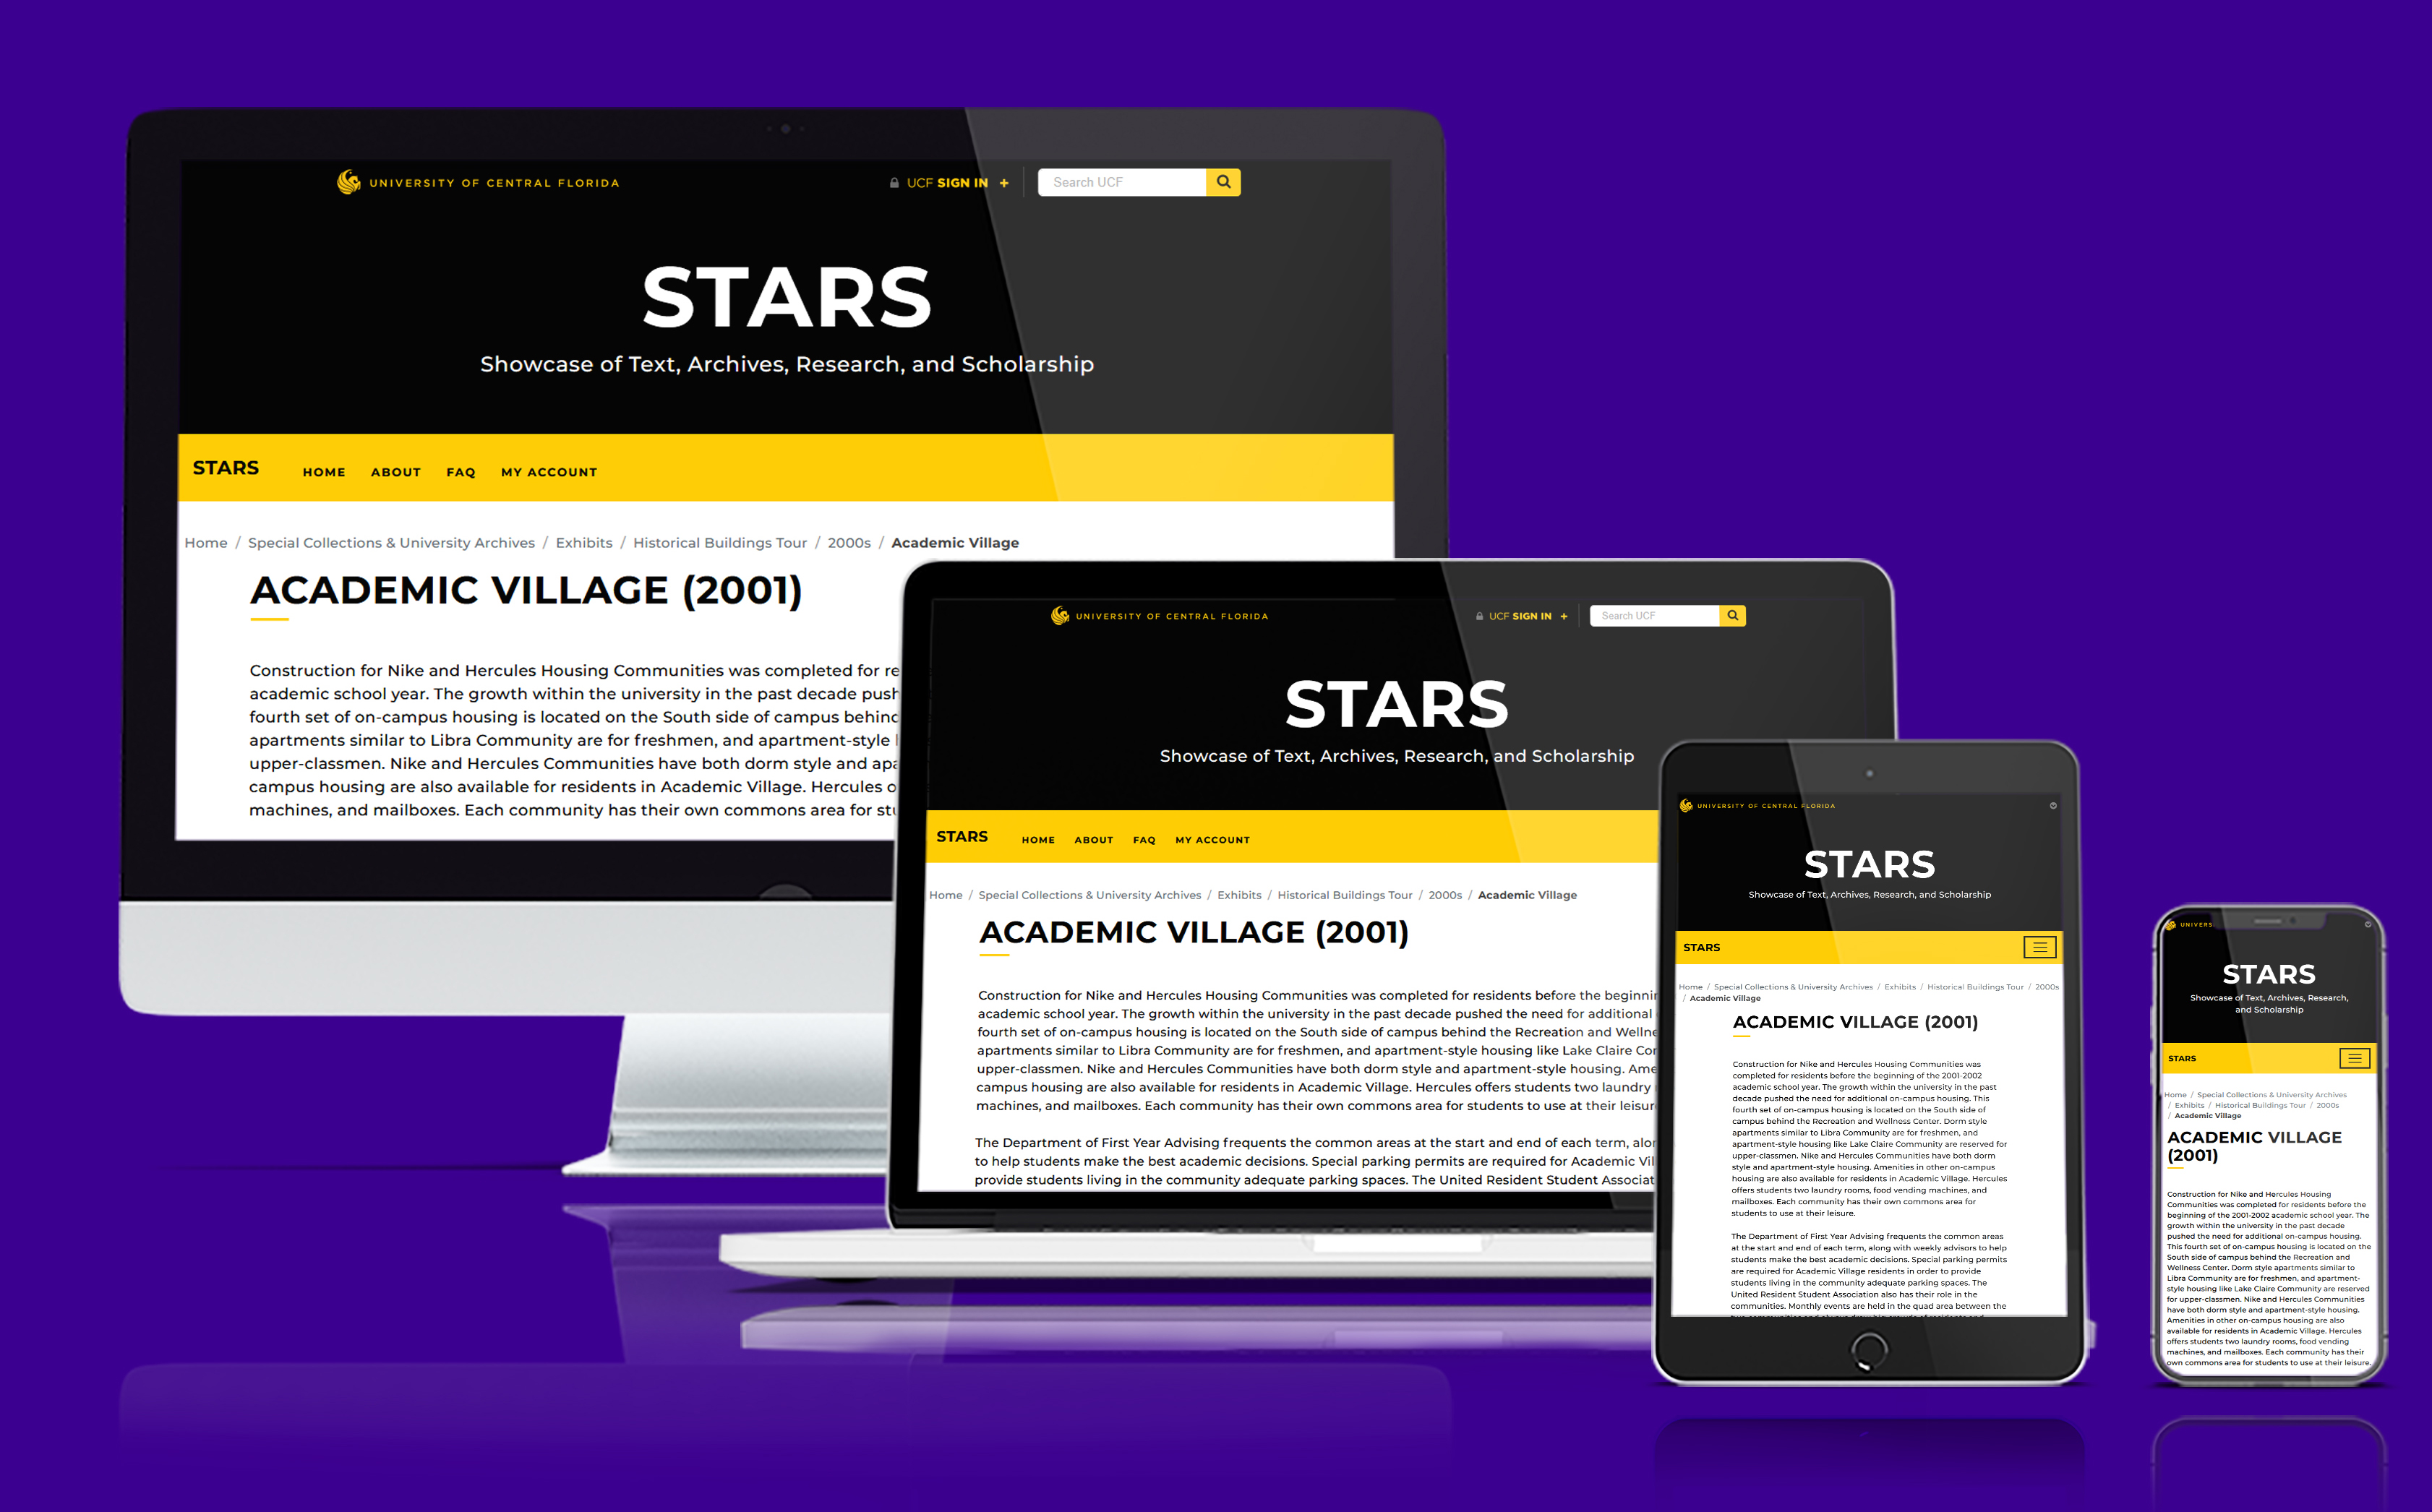 UNIVERSITY OF CENTRAL FLORIDA
UCF SIGN IN +
Search UCF
STARS
Showcase of Text, Archives, Research, and Scholarship
STARS HOME ABOUT FAQ MY ACCOUNT
Home / Special Collections & University Archives / Exhibits / Historical Buildings Tour / 2000s / Academic Village
ACADEMIC VILLAGE (2001)
Construction for Nike and Hercules Housing Communities was completed for re
academic school year. The growth within the university in the past decade push
fourth set of on-campus housing is located on the South side of campus behind
apartments similar to Libra Community are for freshmen, and apartment-style
upper-classmen. Nike and Hercules Communities have both dorm style and apa
campus housing are also available for residents in Academic Village. Hercules o
machines, and mailboxes. Each community has their own commons area for stu
UNIVERSITY OF CENTRAL FLORIDA
UCF SIGN IN +
Search UCF
STARS
Showcase of Text, Archives, Research, and Scholarship
STARS HOME ABOUT FAQ MY ACCOUNT
Home / Special Collections & University Archives / Exhibits / Historical Buildings Tour / 2000s / Academic Village
ACADEMIC VILLAGE (2001)
Construction for Nike and Hercules Housing Communities was completed for residents before the beginnin
academic school year. The growth within the university in the past decade pushed the need for additional
fourth set of on-campus housing is located on the South side of campus behind the Recreation and Wellne
apartments similar to Libra Community are for freshmen, and apartment-style housing like Lake Claire Cor
upper-classmen. Nike and Hercules Communities have both dorm style and apartment-style housing. Ame
campus housing are also available for residents in Academic Village. Hercules offers students two laundry
machines, and mailboxes. Each community has their own commons area for students to use at their leisur
The Department of First Year Advising frequents the common areas at the start and end of each term, alon
to help students make the best academic decisions. Special parking permits are required for Academic Vil
provide students living in the community adequate parking spaces. The United Resident Student Associat
UNIVERSITY OF CENTRAL FLORIDA
STARS
Showcase of Text, Archives, Research, and Scholarship
STARS
Home / Special Collections & University Archives / Exhibits / Historical Buildings Tour / 2000s
/ Academic Village
ACADEMIC VILLAGE (2001)
Construction for Nike and Hercules Housing Communities was
completed for residents before the beginning of the 2001-2002
academic school year. The growth within the university in the past
decade pushed the need for additional on-campus housing. This
fourth set of on-campus housing is located on the South side of
campus behind the Recreation and Wellness Center. Dorm style
apartments similar to Libra Community are for freshmen, and
apartment-style housing like Lake Claire Community are reserved for
upper-classmen. Nike and Hercules Communities have both dorm
style and apartment-style housing. Amenities in other on-campus
housing are also available for residents in Academic Village. Hercules
offers students two laundry rooms, food vending machines, and
mailboxes. Each community has their own commons area for
students to use at their leisure.
The Department of First Year Advising frequents the common areas
at the start and end of each term, along with weekly advisors to help
students make the best academic decisions. Special parking permits
are required for Academic Village residents in order to provide
students living in the community adequate parking spaces. The
United Resident Student Association also has their role in the
communities. Monthly events are held in the quad area between the
UNIVERS
STARS
Showcase of Text, Archives, Research,
and Scholarship
STARS
Home / Special Collections & University Archives
/ Exhibits / Historical Buildings Tour / 2000s
/ Academic Village
ACADEMIC VILLAGE
(2001)
Construction for Nike and Hercules Housing
Communities was completed for residents before the
beginning of the 2001-2002 academic school year. The
growth within the university in the past decade
pushed the need for additional on-campus housing.
This fourth set of on-campus housing is located on the
South side of campus behind the Recreation and
Wellness Center. Dorm style apartments similar to
Libra Community are for freshmen, and apartment-
style housing like Lake Claire Community are reserved
for upper-classmen. Nike and Hercules Communities
have both dorm style and apartment-style housing.
Amenities in other on-campus housing are also
available for residents in Academic Village. Hercules
offers students two laundry rooms, food vending
machines, and mailboxes. Each community has their
own commons area for students to use at their leisure.